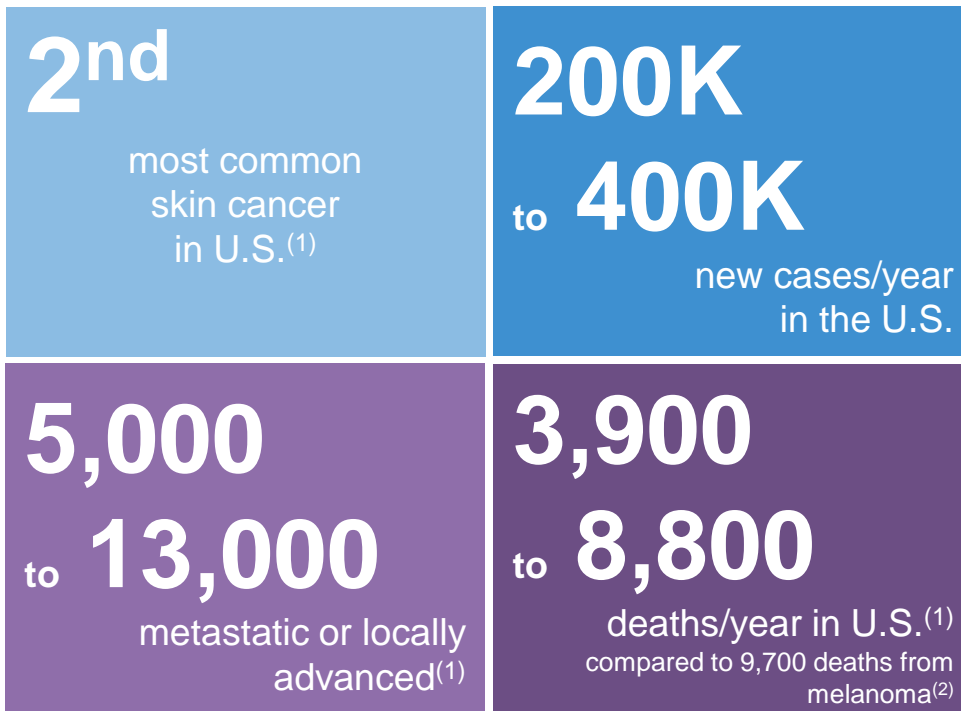 2nd
most common
skin cancer
in U.S.(1)
200K
to 400K
new cases/year
in the U.S.
5,000
to 13,000
metastatic or locally
advanced(1)
3,900
to 8,800
deaths/year in U.S.(1)
compared to 9,700 deaths from
melanoma(2)